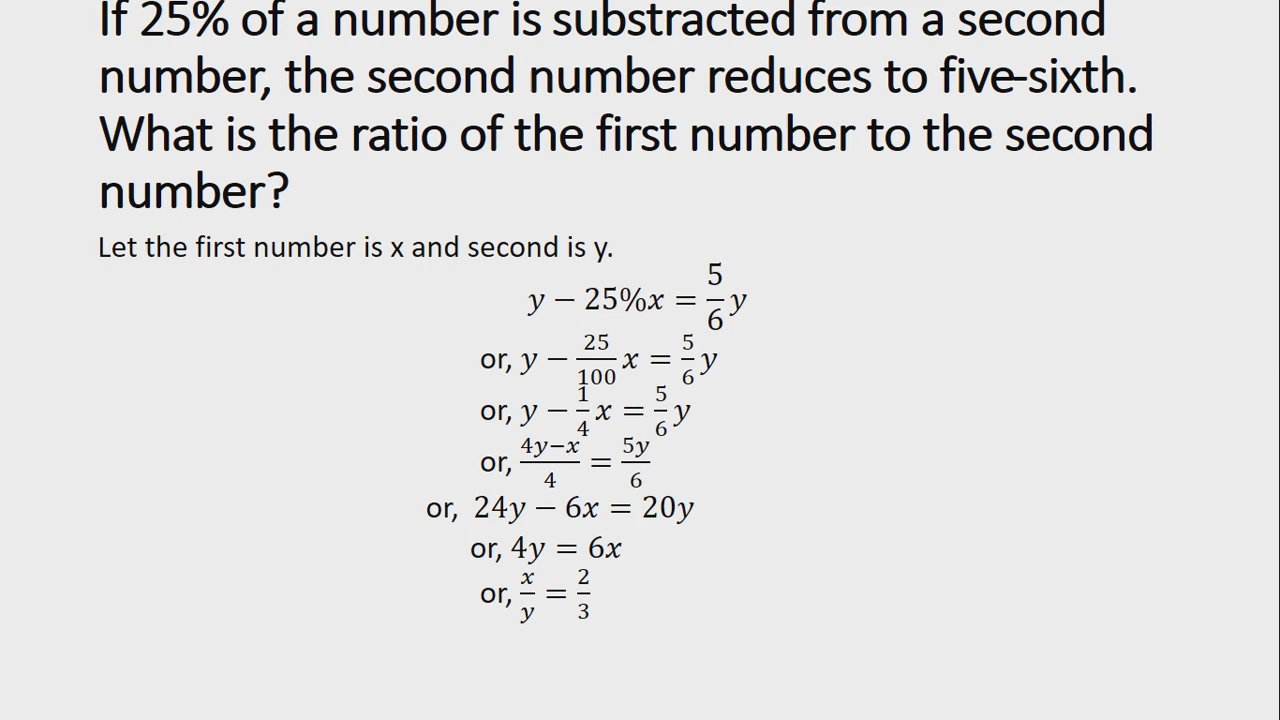 If 25% of a number is substracted from a second
number, the second number reduces to five-sixth.
What is the ratio of the first number to the second
number?
Let the first number is x and second is y.
y − 25%x = 5/6 y
or, y − 25/100 x = 5/6 y
or, y − 1/4 x = 5/6 y
or, 4y−x/4 = 5y/6
or, 24y − 6x = 20y
or, 4y = 6x
or, x/y = 2/3